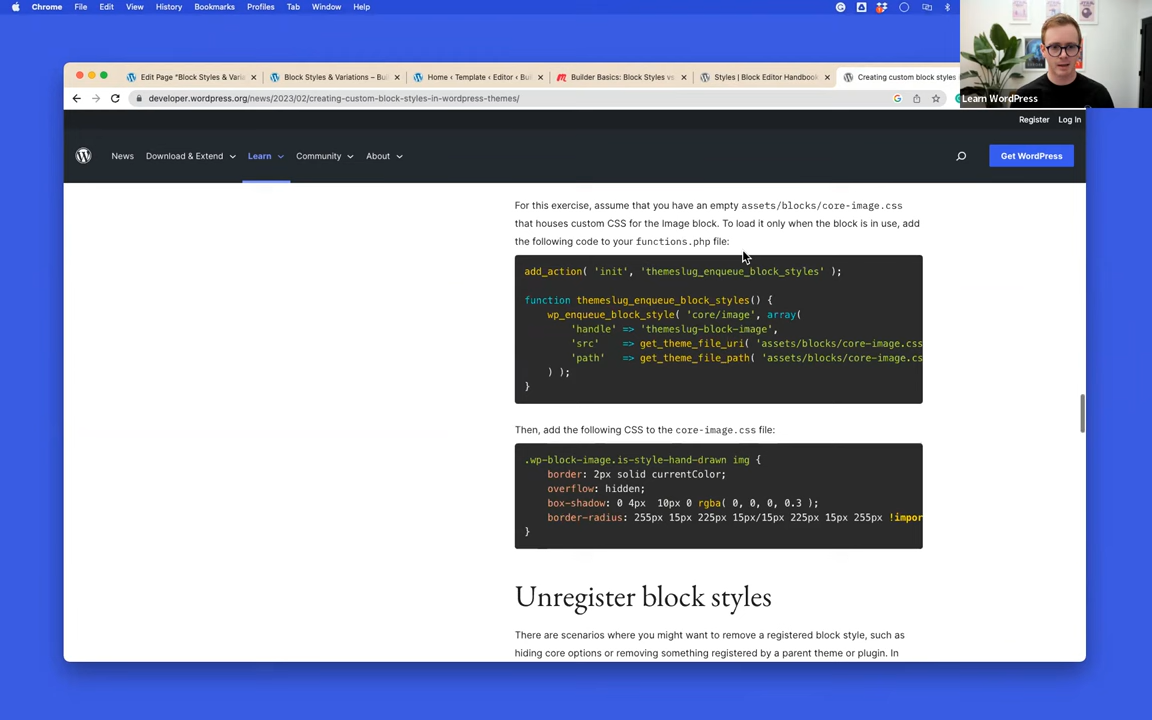 Chrome File Edit View History Bookmarks Profiles Tab Window Help
Edit Page "Block Styles & Varia
Block Styles & Variations – Bui
Home ‹ Template ‹ Editor ‹ Bui
Builder Basics: Block Styles vs
Styles | Block Editor Handbook
Creating custom block styles
developer.wordpress.org/news/2023/02/creating-custom-block-styles-in-wordpress-themes/
Learn WordPress
Register Log In
News Download & Extend Learn Community About Get WordPress
For this exercise, assume that you have an empty assets/blocks/core-image.css
that houses custom CSS for the Image block. To load it only when the block is in use, add
the following code to your functions.php file:
add_action( 'init', 'themeslug_enqueue_block_styles' );
function themeslug_enqueue_block_styles() {
wp_enqueue_block_style( 'core/image', array(
'handle' => 'themeslug-block-image',
'src' => get_theme_file_uri( 'assets/blocks/core-image.css
'path' => get_theme_file_path( 'assets/blocks/core-image.cs
) );
}
Then, add the following CSS to the core-image.css file:
.wp-block-image.is-style-hand-drawn img {
border: 2px solid currentColor;
overflow: hidden;
box-shadow: 0 4px 10px 0 rgba( 0, 0, 0, 0.3 );
border-radius: 255px 15px 225px 15px/15px 225px 15px 255px !impor
}
Unregister block styles
There are scenarios where you might want to remove a registered block style, such as
hiding core options or removing something registered by a parent theme or plugin. In